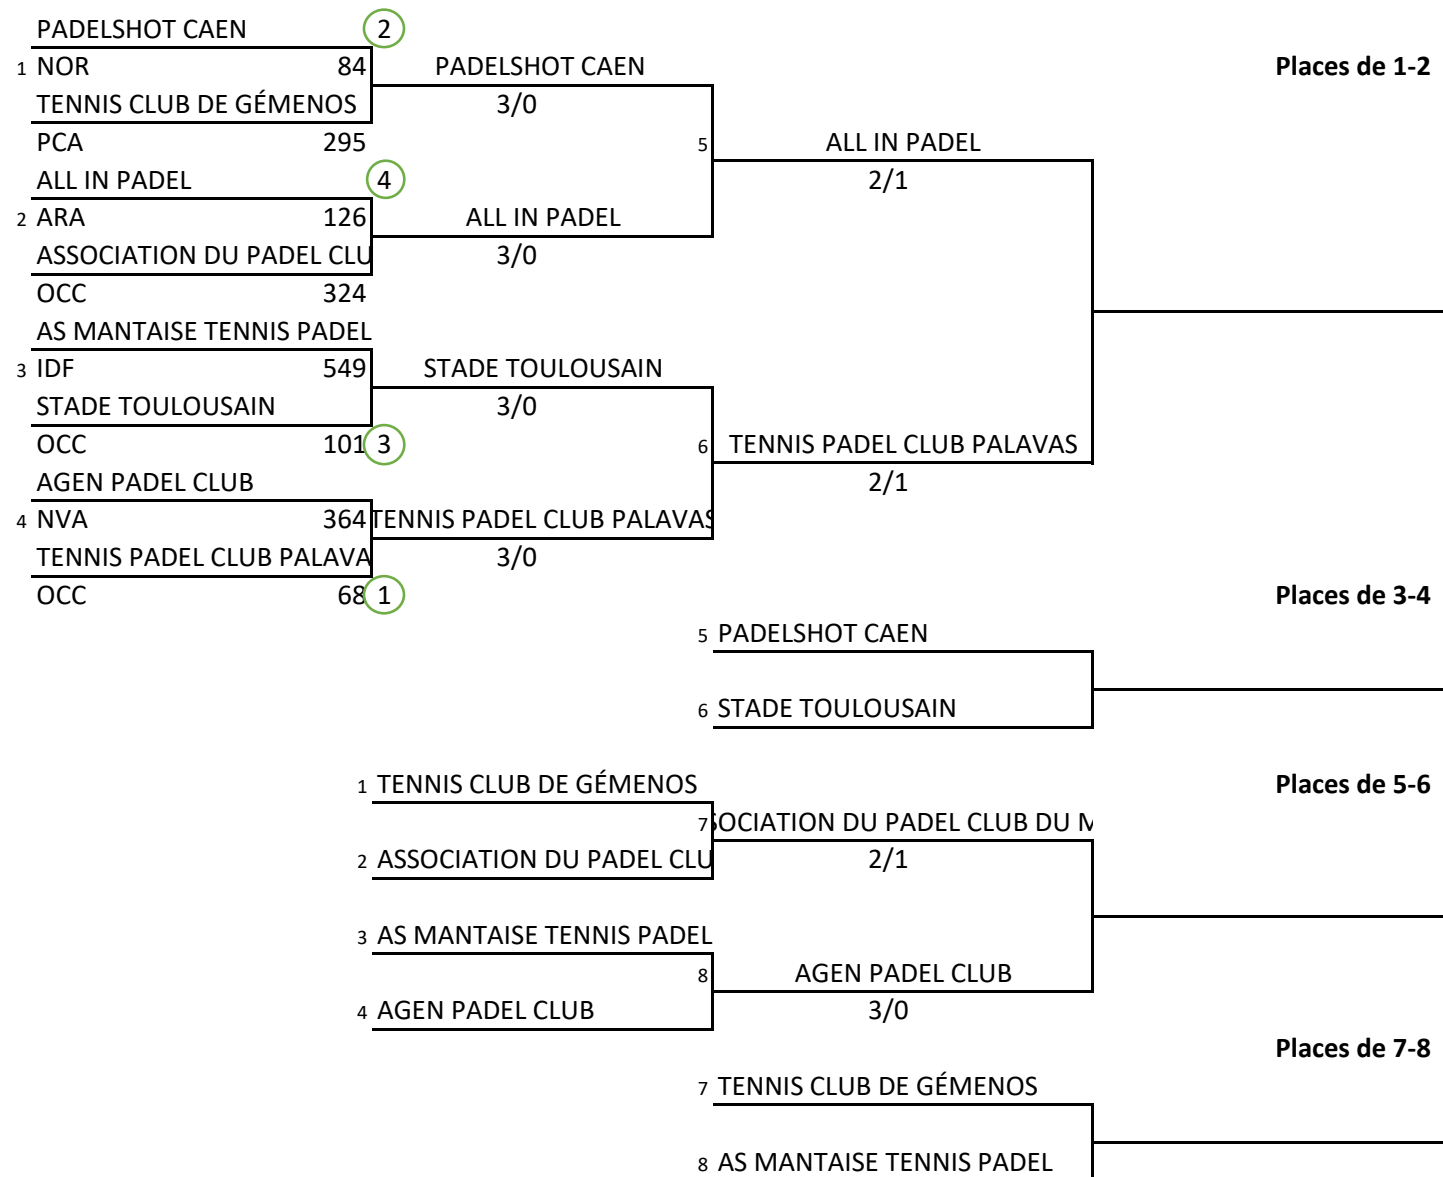 PADELSHOT CAEN 2
1 NOR 84 PADELSHOT CAEN Places de 1-2
TENNIS CLUB DE GÉMENOS 3/0
PCA 295 5 ALL IN PADEL
ALL IN PADEL 4 2/1
2 ARA 126 ALL IN PADEL
ASSOCIATION DU PADEL CLU 3/0
OCC 324
AS MANTAISE TENNIS PADEL
3 IDF 549 STADE TOULOUSAIN
STADE TOULOUSAIN 3/0
OCC 101 3 6 TENNIS PADEL CLUB PALAVAS
AGEN PADEL CLUB 2/1
4 NVA 364 TENNIS PADEL CLUB PALAVAS
TENNIS PADEL CLUB PALAVA 3/0
OCC 68 1 Places de 3-4
5 PADELSHOT CAEN
6 STADE TOULOUSAIN
1 TENNIS CLUB DE GÉMENOS Places de 5-6
7 SOCIATION DU PADEL CLUB DU M
2 ASSOCIATION DU PADEL CLU 2/1
3 AS MANTAISE TENNIS PADEL
8 AGEN PADEL CLUB
4 AGEN PADEL CLUB 3/0
Places de 7-8
7 TENNIS CLUB DE GÉMENOS
8 AS MANTAISE TENNIS PADEL